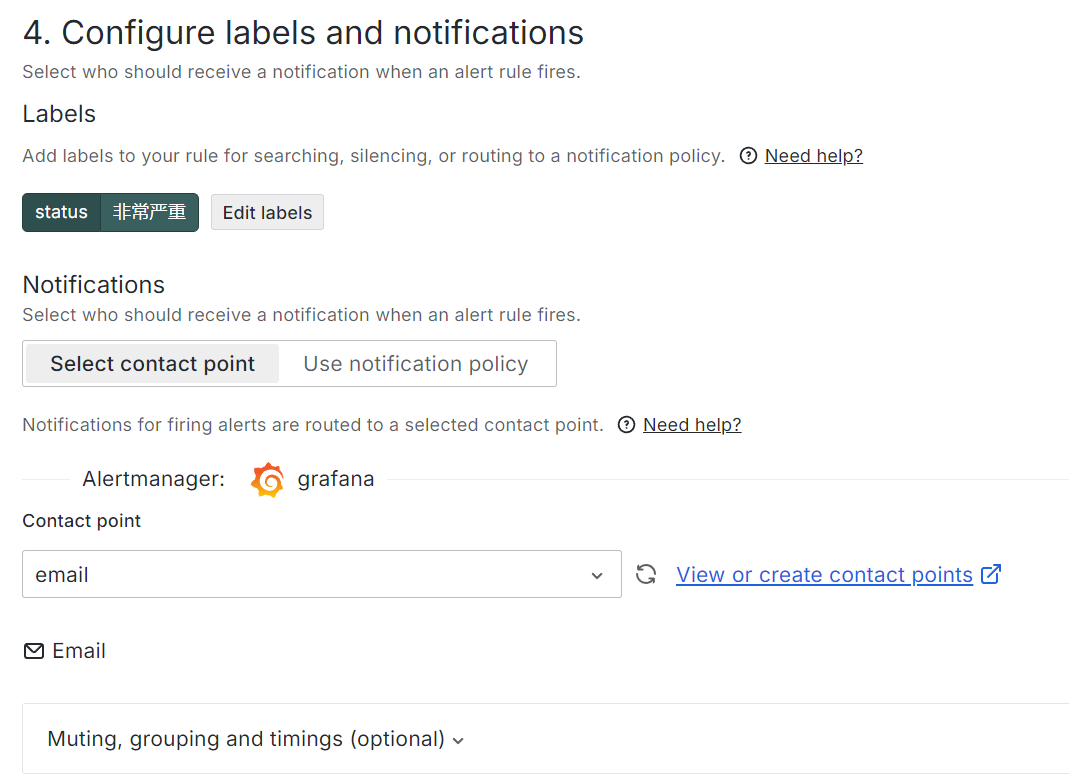 4. Configure labels and notifications
Select who should receive a notification when an alert rule fires.
Labels
Add labels to your rule for searching, silencing, or routing to a notification policy. Need help?
status 非常严重 Edit labels
Notifications
Select who should receive a notification when an alert rule fires.
Select contact point Use notification policy
Notifications for firing alerts are routed to a selected contact point. Need help?
Alertmanager: grafana
Contact point
email View or create contact points
Email
Muting, grouping and timings (optional)